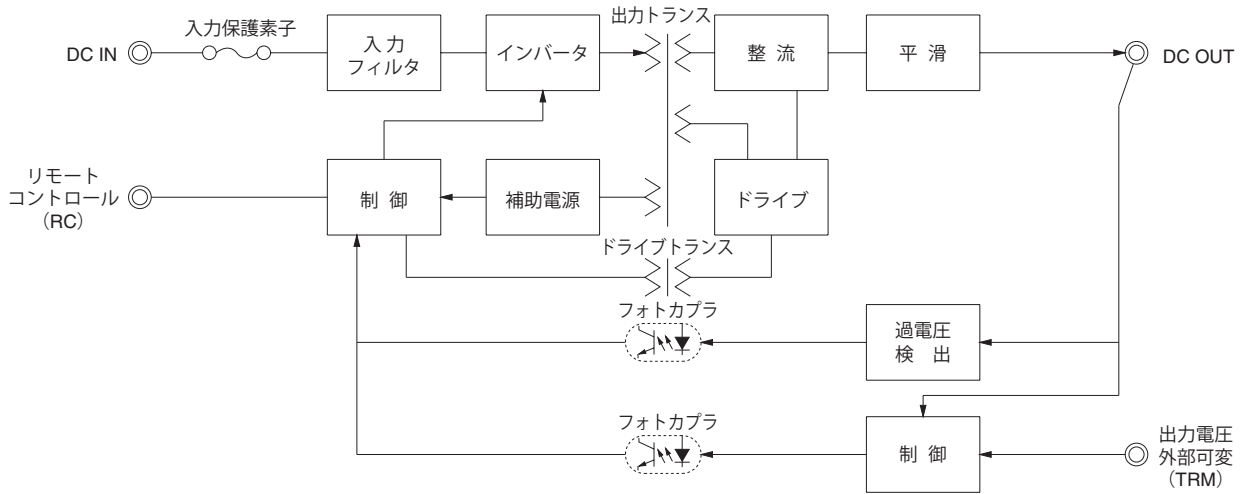 入力保護素子
出力トランス
DC IN
入力
フィルタ
インバータ
整 流
平 滑
DC OUT
リモート
コントロール
（RC）
制 御
補助電源
ドライブ
ドライブトランス
フォトカプラ
過電圧
検 出
フォトカプラ
制 御
出力電圧
外部可変
（TRM）